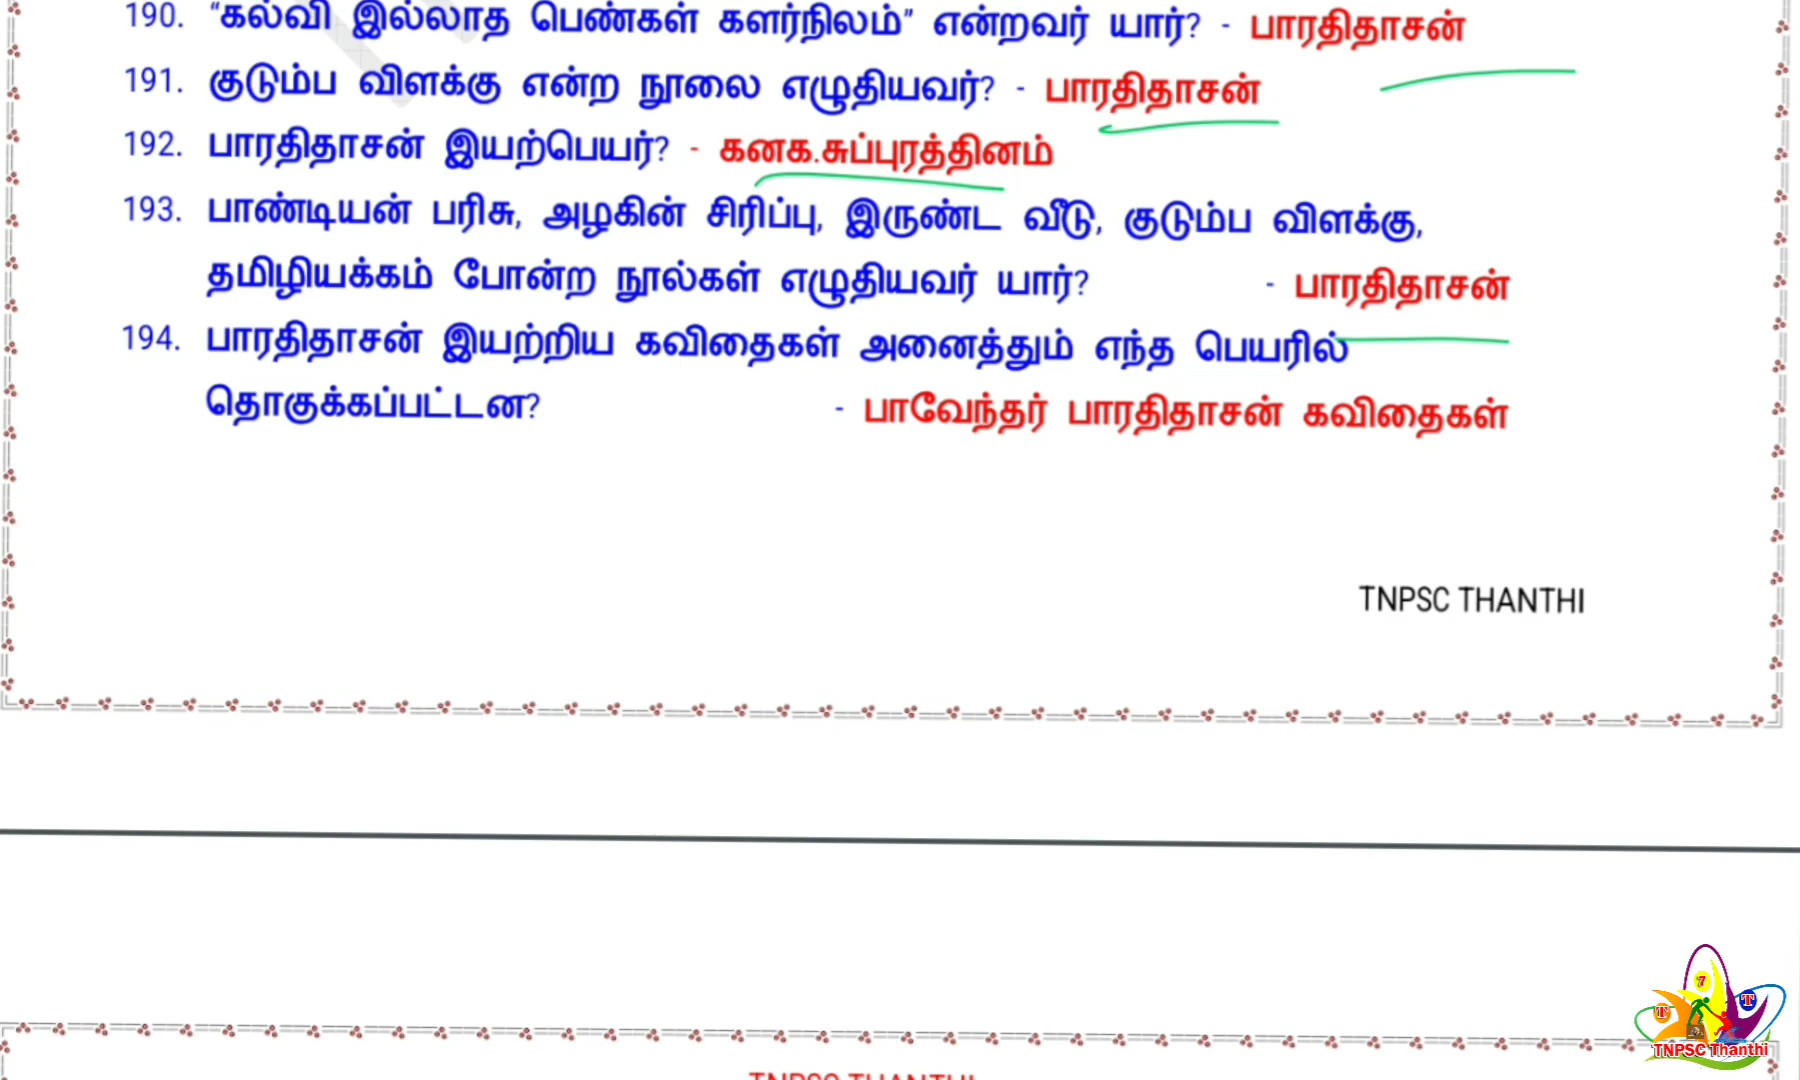 190. “கல்வி இல்லாத பெண்கள் களர்நிலம்” என்றவர் யார்? - பாரதிதாசன்
191. குடும்ப விளக்கு என்ற நூலை எழுதியவர்? - பாரதிதாசன்
192. பாரதிதாசன் இயற்பெயர்? - கனக.சுப்புரத்தினம்
193. பாண்டியன் பரிசு, அழகின் சிரிப்பு, இருண்ட வீடு, குடும்ப விளக்கு,
தமிழியக்கம் போன்ற நூல்கள் எழுதியவர் யார்? - பாரதிதாசன்
194. பாரதிதாசன் இயற்றிய கவிதைகள் அனைத்தும் எந்த பெயரில்
தொகுக்கப்பட்டன? - பாவேந்தர் பாரதிதாசன் கவிதைகள்
TNPSC THANTHI
7
T T
TNPSC Thanthi
TNPSC THANTHI